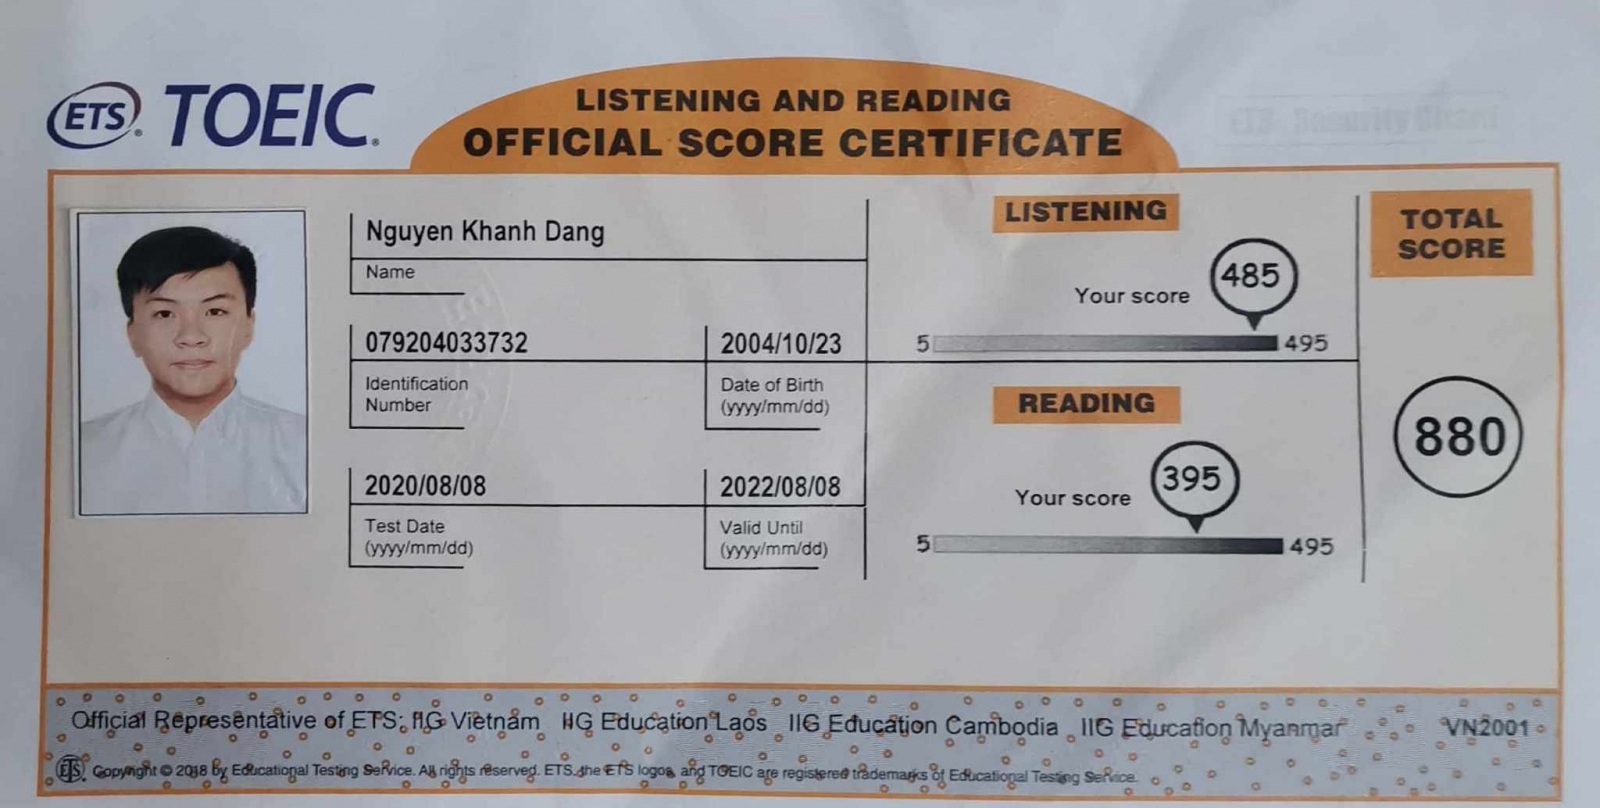 ETS® TOEIC®
LISTENING AND READING
OFFICIAL SCORE CERTIFICATE
ETS Security Guard
Nguyen Khanh Dang
Name
079204033732
Identification
Number
2004/10/23
Date of Birth
(yyyy/mm/dd)
2020/08/08
Test Date
(yyyy/mm/dd)
2022/08/08
Valid Until
(yyyy/mm/dd)
LISTENING
Your score
485
5
495
READING
Your score
395
5
495
TOTAL
SCORE
880
Official Representative of ETS: IIG Vietnam IIG Education Laos IIG Education Cambodia IIG Education Myanmar VN2001
ETS Copyright © 2018 by Educational Testing Service. All rights reserved. ETS, the ETS logos, and TOEIC are registered trademarks of Educational Testing Service.